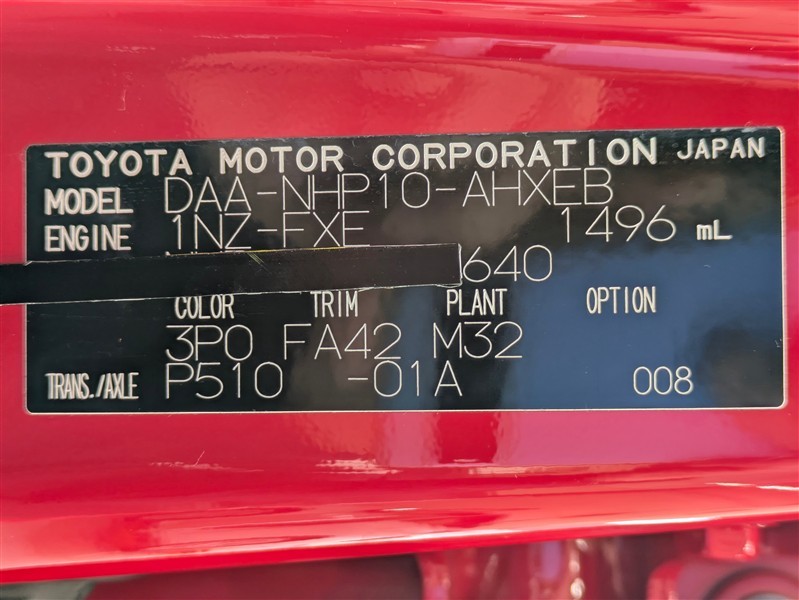 TOYOTA MOTOR CORPORATION JAPAN
MODEL DAA-NHP10-AHXEB
ENGINE 1NZ-FXE 1496 mL
640
COLOR TRIM PLANT OPTION
3P0 FA42 M32
TRANS./AXLE P510 -01A 008